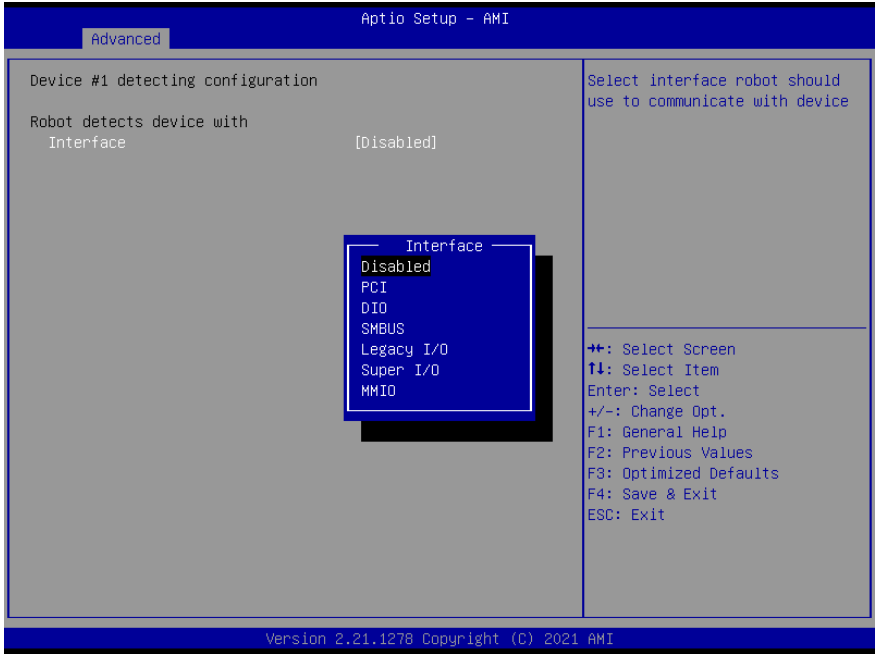 Aptio Setup – AMI
Advanced
Device #1 detecting configuration
Robot detects device with
Interface [Disabled]
Select interface robot should
use to communicate with device
Interface
Disabled
PCI
DIO
SMBUS
Legacy I/O
Super I/O
MMIO
→←: Select Screen
↑↓: Select Item
Enter: Select
+/-: Change Opt.
F1: General Help
F2: Previous Values
F3: Optimized Defaults
F4: Save & Exit
ESC: Exit
Version 2.21.1278 Copyright (C) 2021 AMI